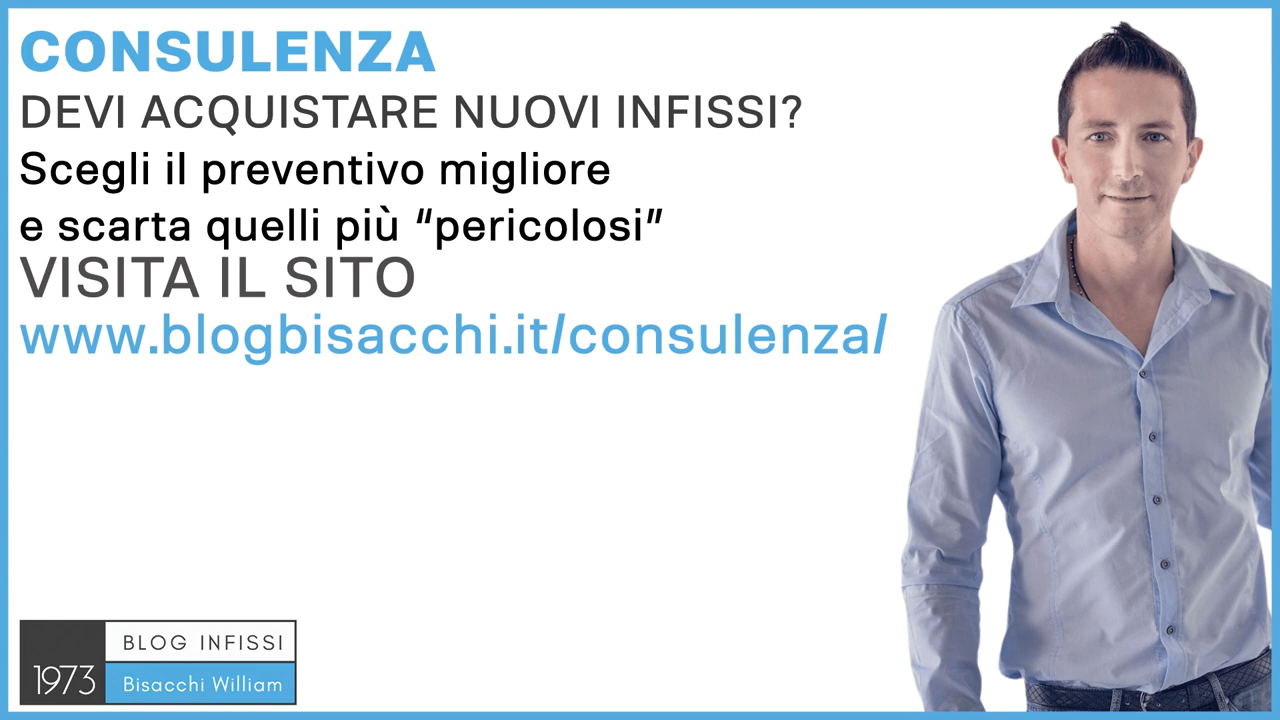 CONSULENZA
DEVI ACQUISTARE NUOVI INFISSI?
Scegli il preventivo migliore
e scarta quelli più “pericolosi”
VISITA IL SITO
www.blogbisacchi.it/consulenza/
1973
BLOG INFISSI
Bisacchi William